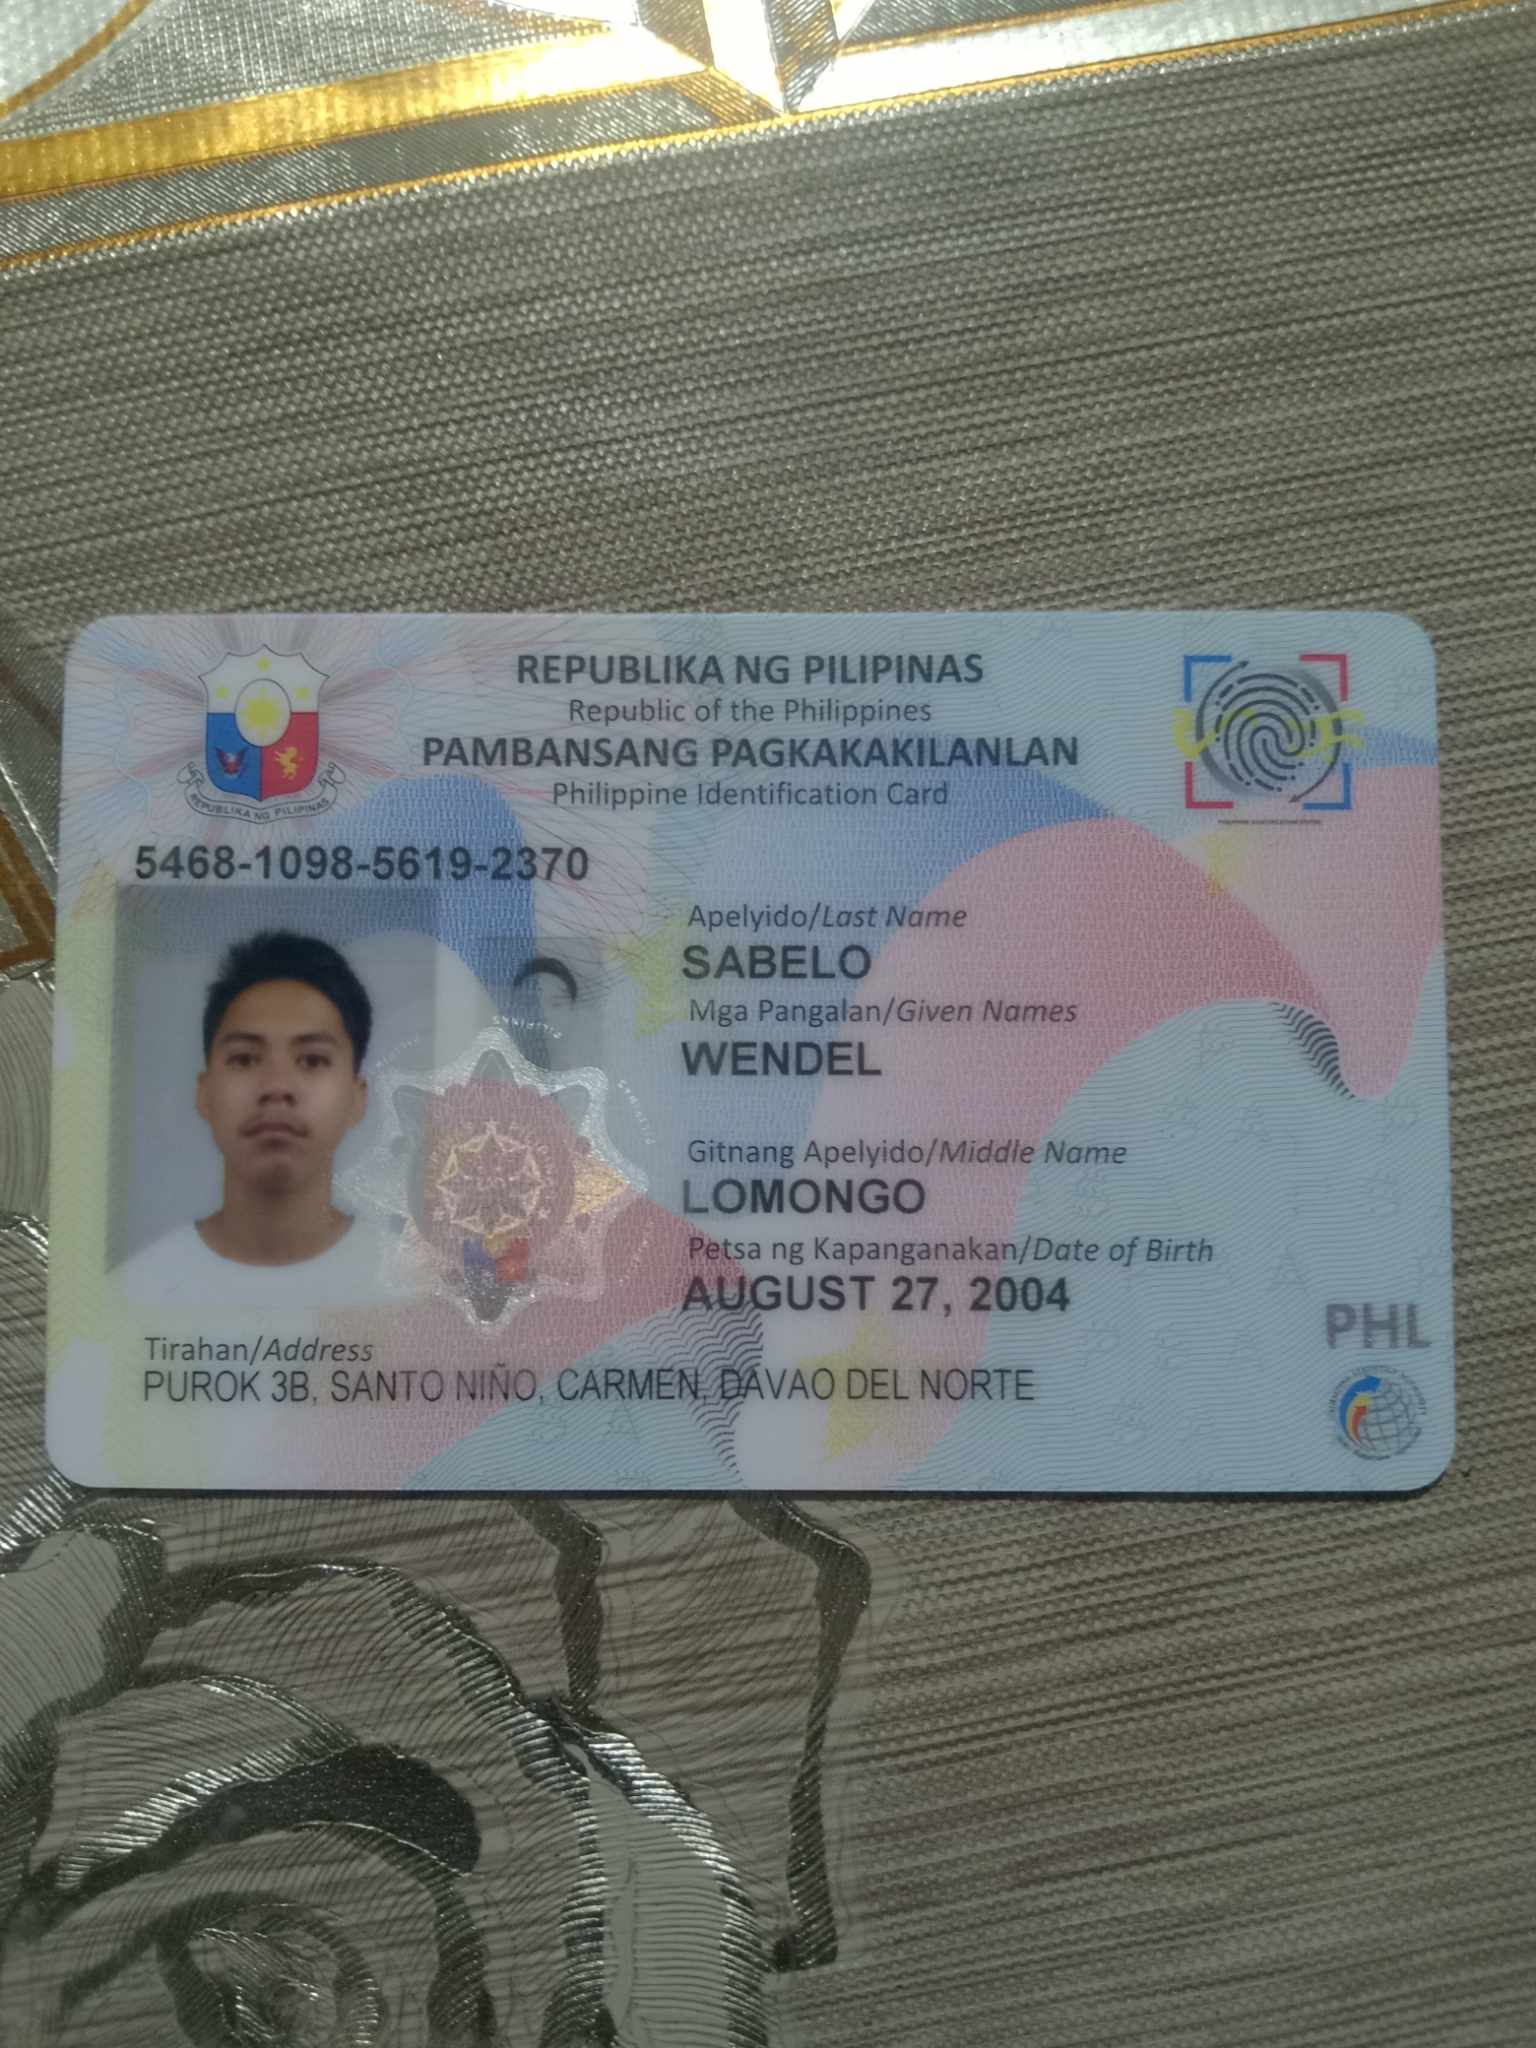 REPUBLIKA NG PILIPINAS
Republic of the Philippines
PAMBANSANG PAGKAKAKILANLAN
Philippine Identification Card
REPUBLIKA NG PILIPINAS
5468-1098-5619-2370
Apelyido/Last Name
SABELO
Mga Pangalan/Given Names
WENDEL
Gitnang Apelyido/Middle Name
LOMONGO
Petsa ng Kapanganakan/Date of Birth
AUGUST 27, 2004
PHL
Tirahan/Address
PUROK 3B, SANTO NIÑO, CARMEN, DAVAO DEL NORTE